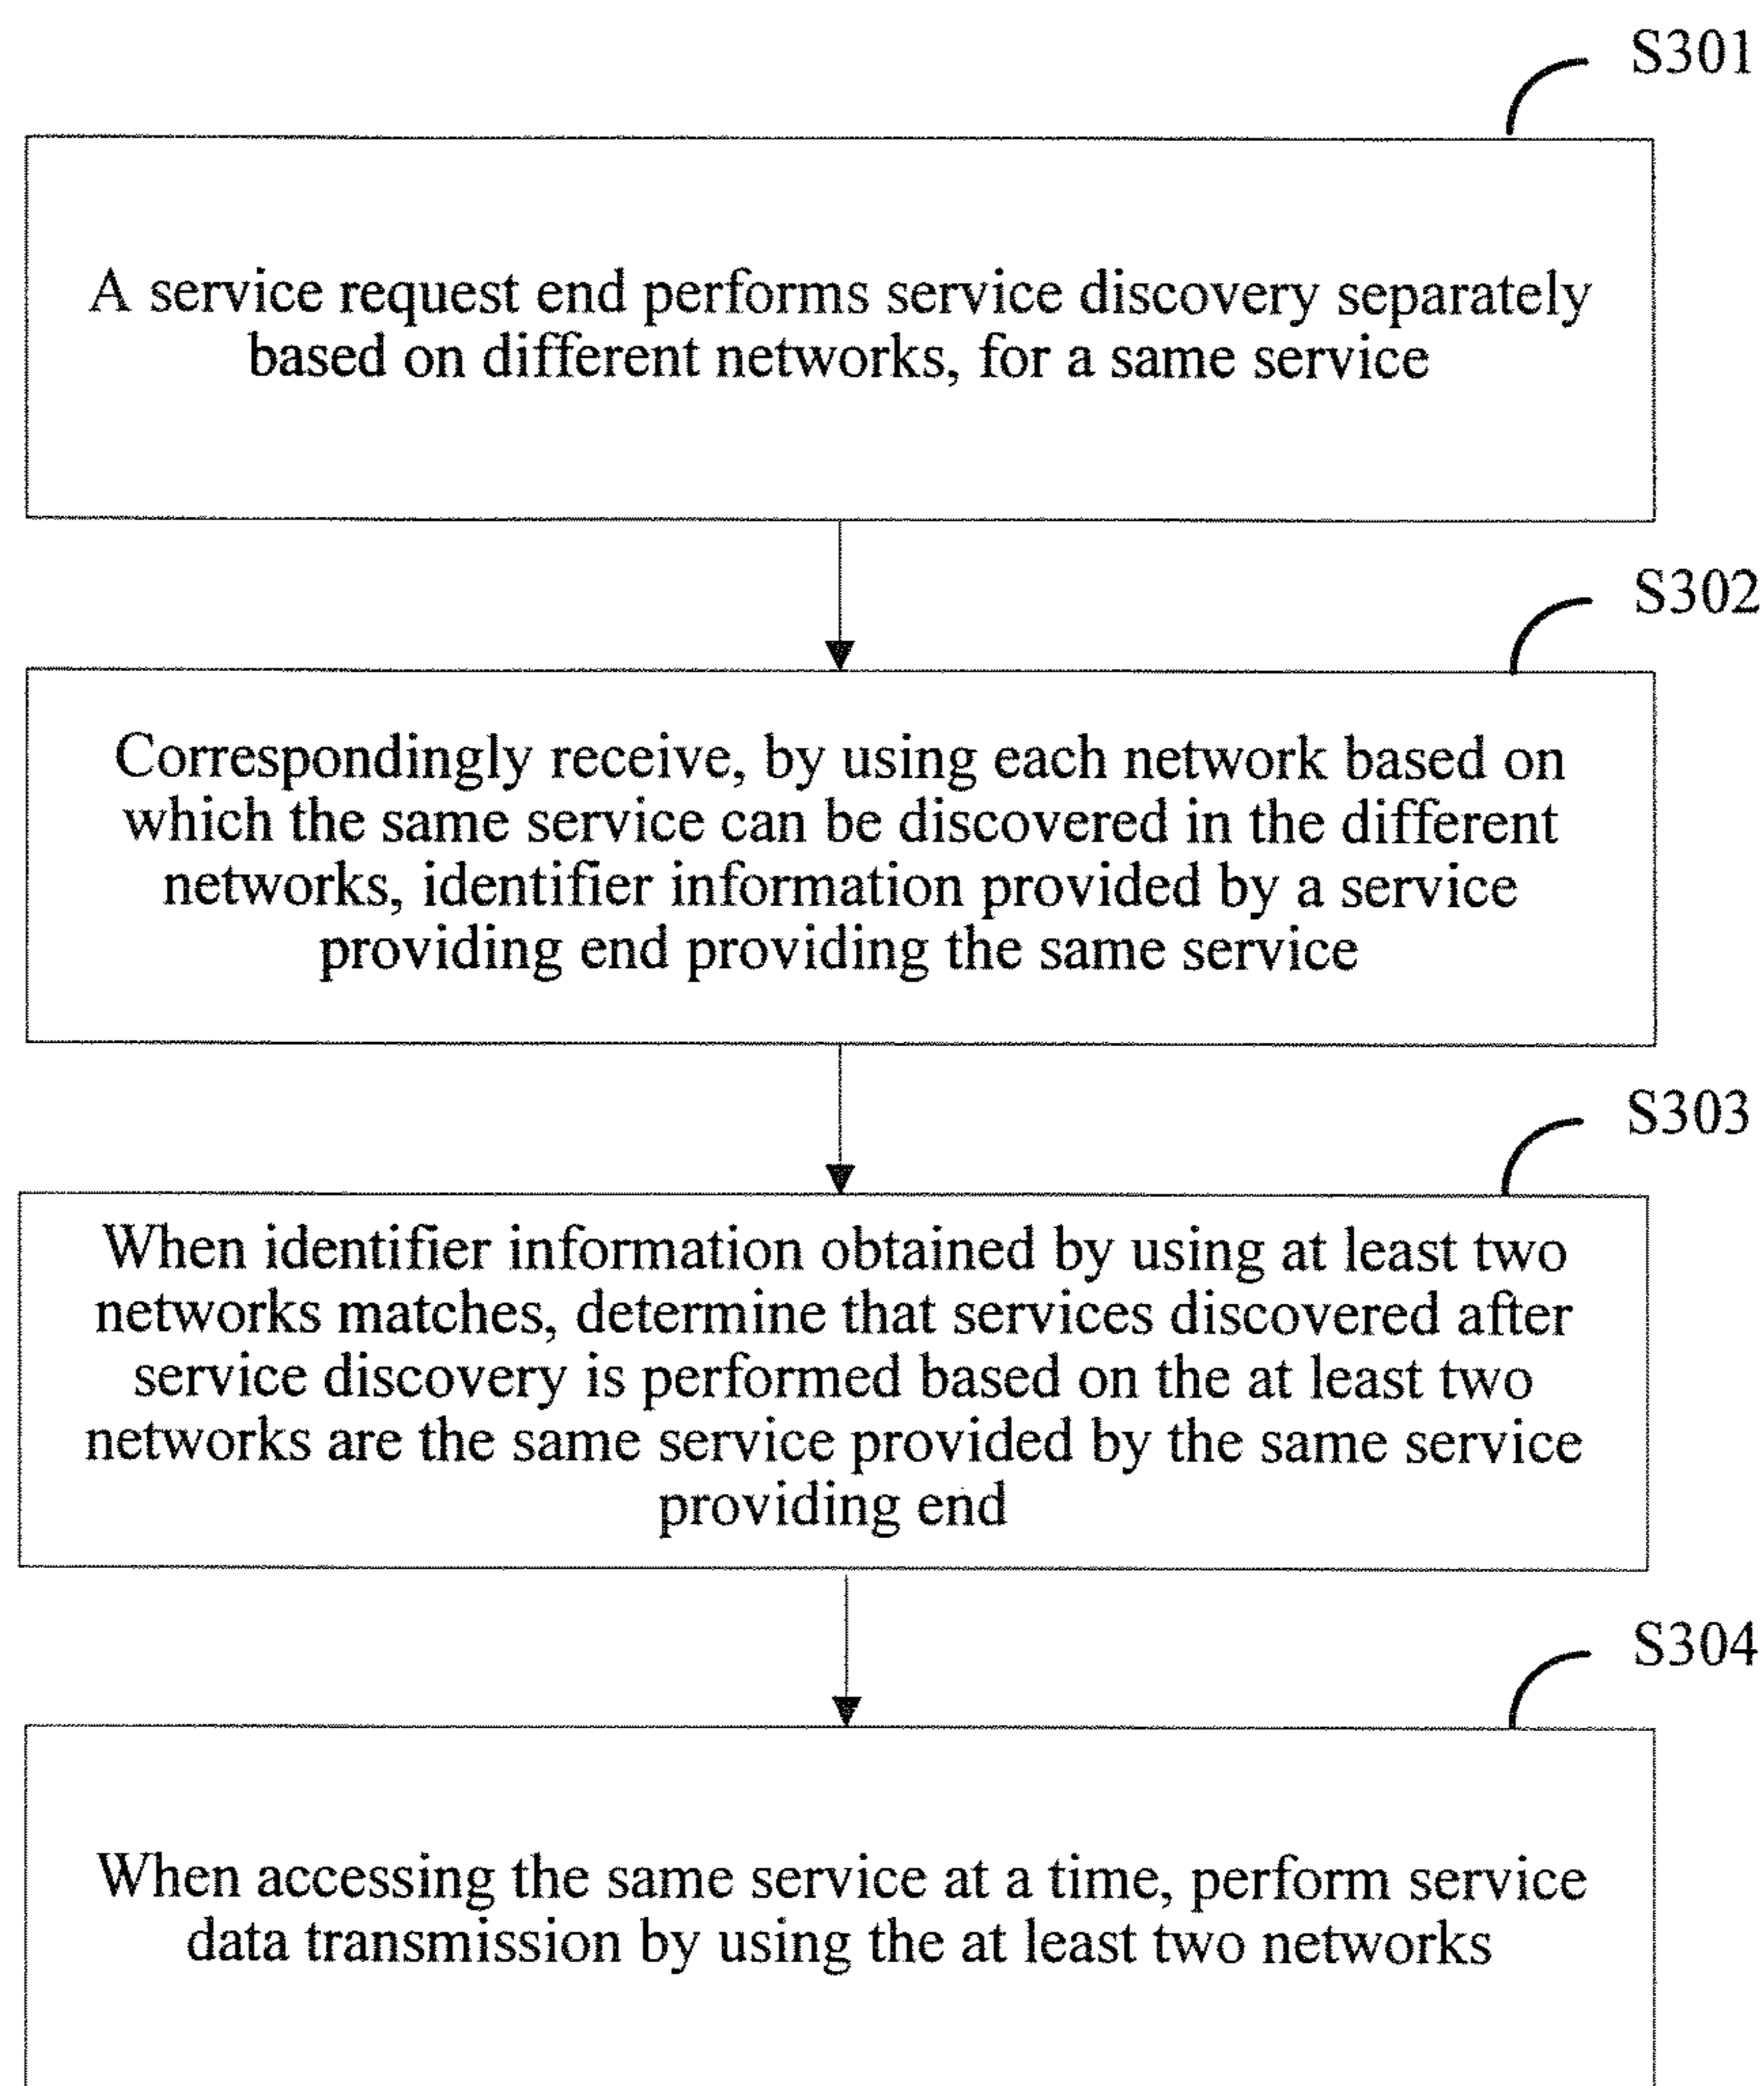 S301
A service request end performs service discovery separately
based on different networks, for a same service
S302
Correspondingly receive, by using each network based on
which the same service can be discovered in the different
networks, identifier information provided by a service
providing end providing the same service
S303
When identifier information obtained by using at least two
networks matches, determine that services discovered after
service discovery is performed based on the at least two
networks are the same service provided by the same service
providing end
S304
When accessing the same service at a time, perform service
data transmission by using the at least two networks